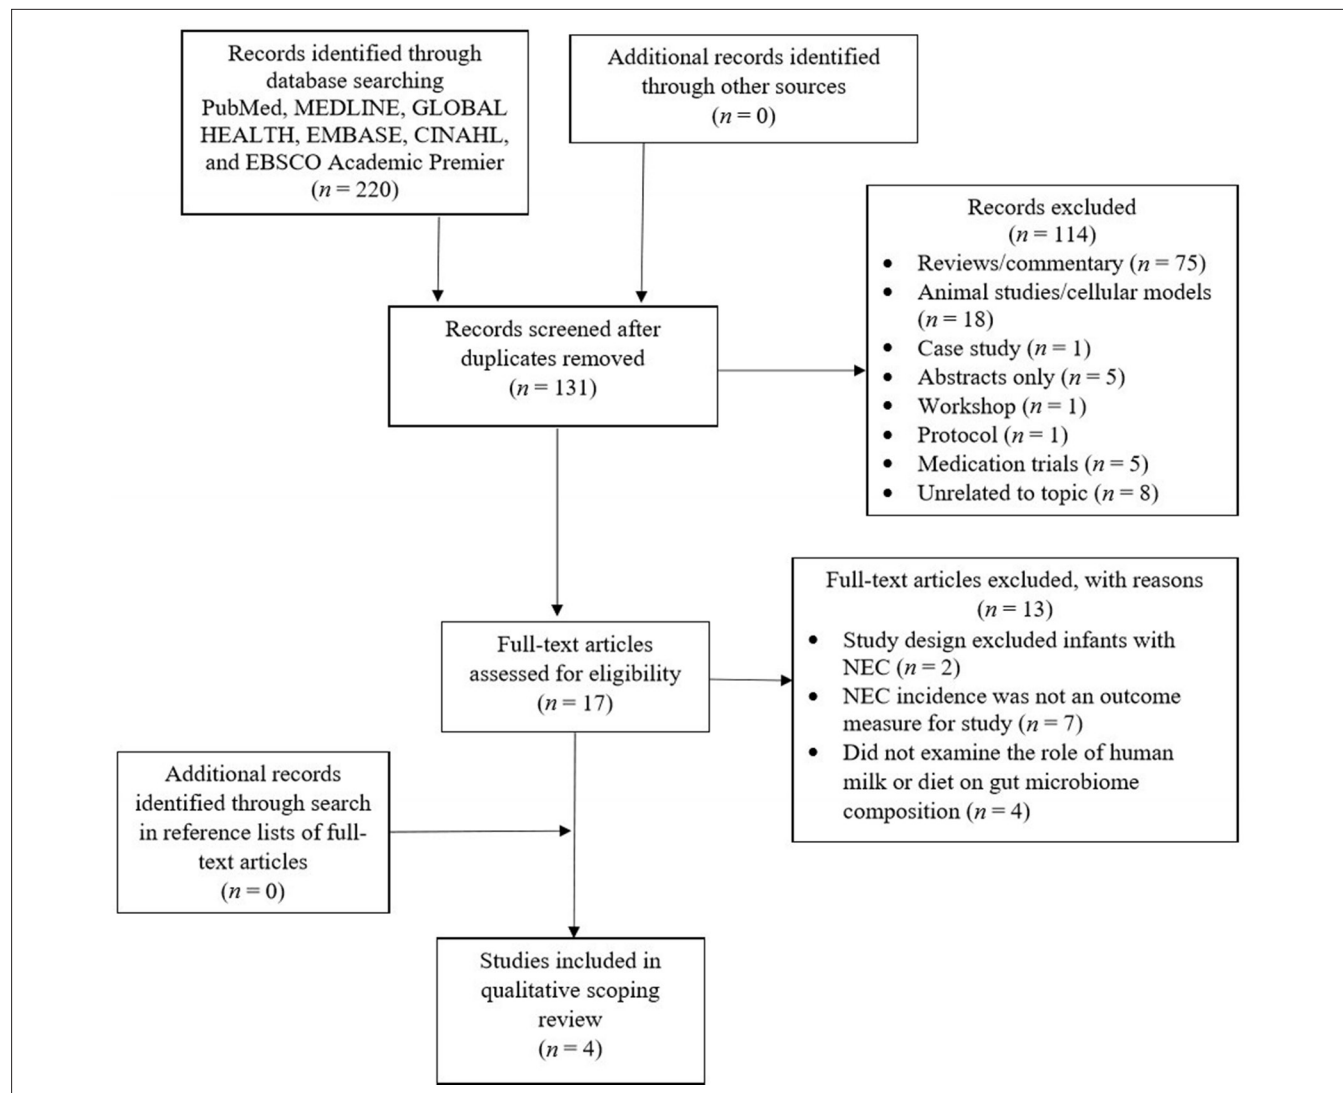 Records identified through
database searching
PubMed, MEDLINE, GLOBAL
HEALTH, EMBASE, CINAHL,
and EBSCO Academic Premier
(n = 220)
Additional records identified
through other sources
(n = 0)
Records screened after
duplicates removed
(n = 131)
Records excluded
(n = 114)
• Reviews/commentary (n = 75)
• Animal studies/cellular models
(n = 18)
• Case study (n = 1)
• Abstracts only (n = 5)
• Workshop (n = 1)
• Protocol (n = 1)
• Medication trials (n = 5)
• Unrelated to topic (n = 8)
Full-text articles
assessed for eligibility
(n = 17)
Full-text articles excluded, with reasons
(n = 13)
• Study design excluded infants with
NEC (n = 2)
• NEC incidence was not an outcome
measure for study (n = 7)
• Did not examine the role of human
milk or diet on gut microbiome
composition (n = 4)
Additional records
identified through search
in reference lists of full-
text articles
(n = 0)
Studies included in
qualitative scoping
review
(n = 4)